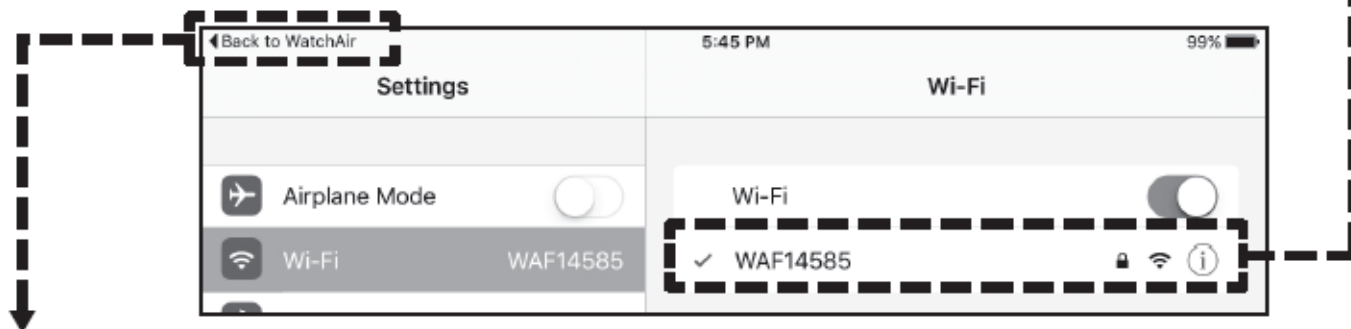 Back to WatchAir 5:45 PM 99%
Settings Wi-Fi
Airplane Mode Wi-Fi
Wi-Fi WAF14585 WAF14585